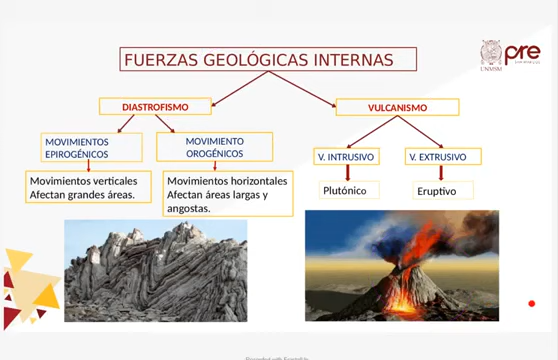 FUERZAS GEOLÓGICAS INTERNAS
UNMSM
pre
DIASTROFISMO
VULCANISMO
MOVIMIENTOS
EPIROGÉNICOS
MOVIMIENTO
OROGÉNICOS
V. INTRUSIVO
V. EXTRUSIVO
Movimientos verticales
Afectan grandes áreas.
Movimientos horizontales
Afectan áreas largas y
angostas.
Plutónico
Eruptivo